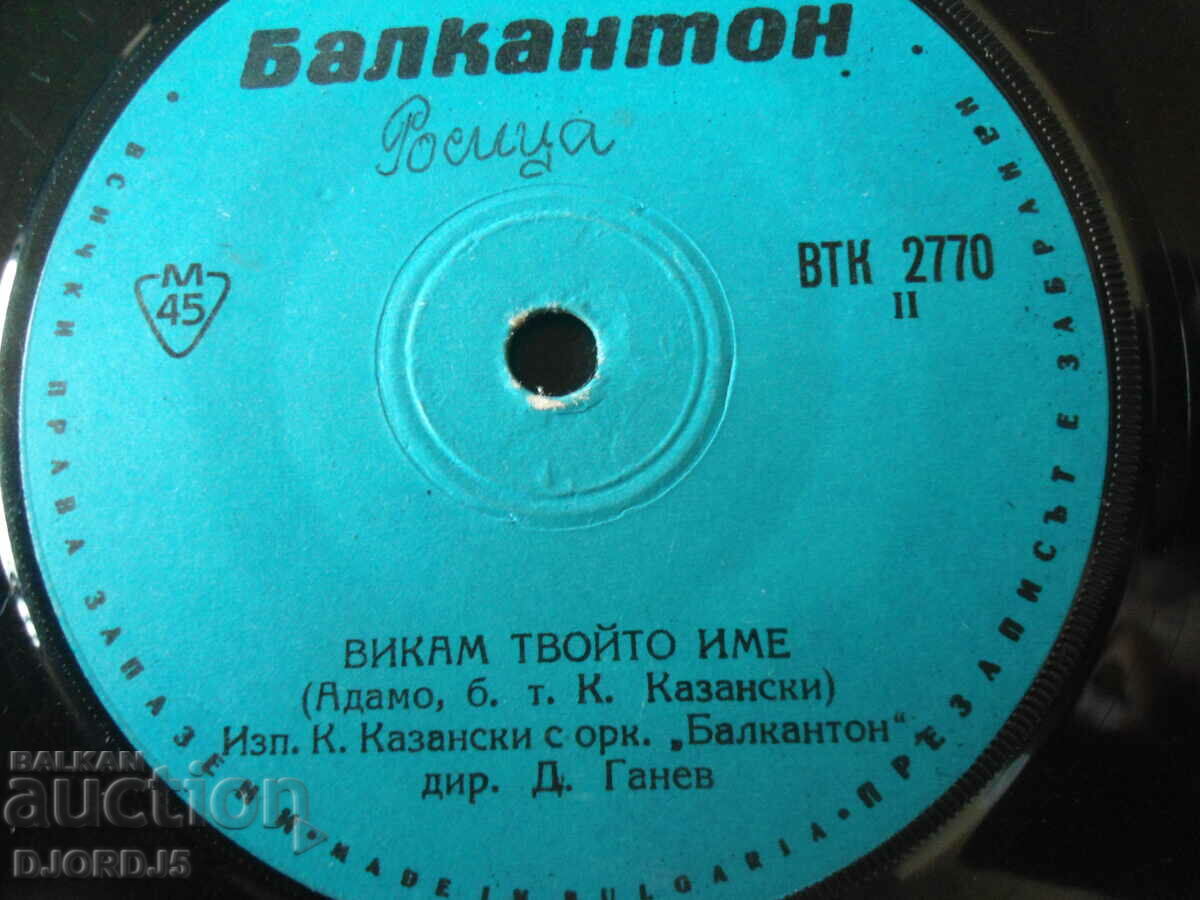 Балкантон
Росица
М
45
ВТК 2770
II
ВИКАМ ТВОЙТО ИМЕ
(Адамо, б. т. К. Казански)
Изп. К. Казански с орк. „Балкантон“
дир. Д. Ганев
• ВСИЧКИ ПРАВА ЗАПАЗЕНИ • MADE IN BULGARIA • ПРЕЗАПИСЪТ Е ЗАБРАНЕН
BALKAN
auction
DJORDJ5